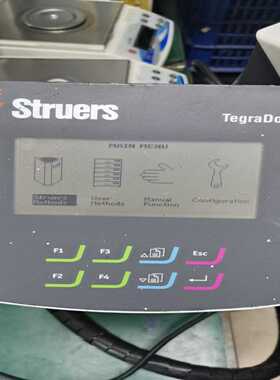 Struers
TegraDo
MAIN MENU
Struers User Manual Configuration
Methods Methods Function
F1 F3 Esc
F2 F4